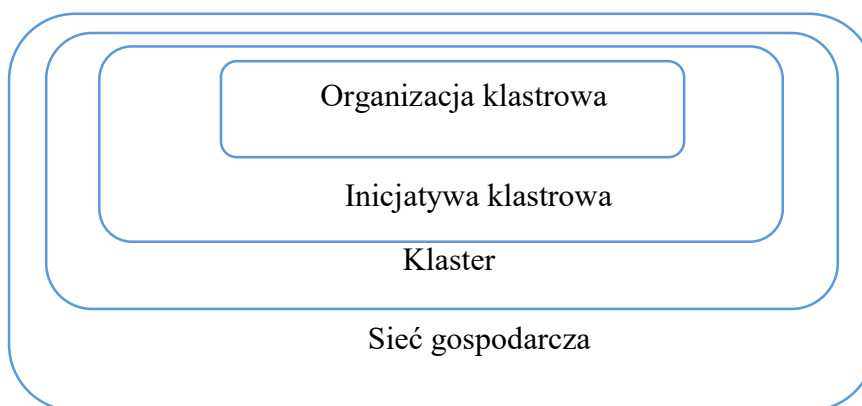 Organizacja klastrowa
Inicjatywa klastrowa
Klaster
Sieć gospodarcza